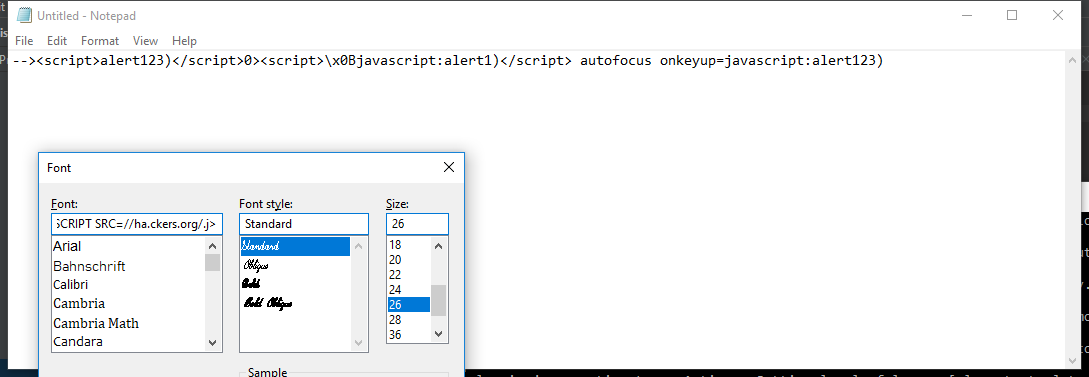 Untitled - Notepad
File Edit Format View Help
--><script>alert123)</script>0><script>\x0Bjavascript:alert1)</script> autofocus onkeyup=javascript:alert123)
Font
Font: Font style: Size:
SCRIPT SRC=//ha.ckers.org/.j> Standard 26
Arial Standard 18
Bahnschrift Oblique 20
Calibri Bold 22
Cambria Bold Oblique 24
Cambria Math 26
Candara 28
36
Sample